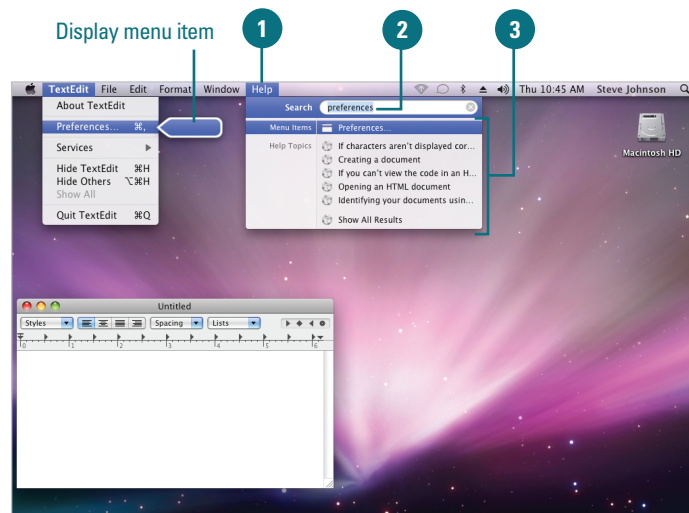 Display menu item
1
2
3
TextEdit File Edit Format Window Help Thu 10:45 AM Steve Johnson
About TextEdit
Preferences... ⌘,
Services
Hide TextEdit ⌘H
Hide Others ⌥⌘H
Show All
Quit TextEdit ⌘Q
Search preferences
Menu Items Preferences...
Help Topics If characters aren't displayed cor...
Creating a document
If you can't view the code in an H...
Opening an HTML document
Identifying your documents usin...
Show All Results
Macintosh HD
Untitled
Styles Spacing Lists
0 1 2 3 4 5 6